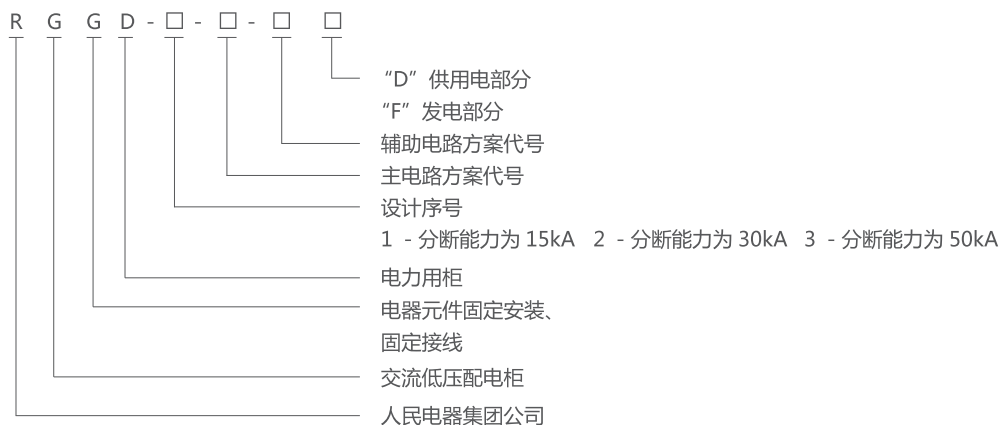 R G G D - □ - □ - □ □
“D” 供用电部分
“F” 发电部分
辅助电路方案代号
主电路方案代号
设计序号
1 - 分断能力为 15kA 2 - 分断能力为 30kA 3 - 分断能力为 50kA
电力用柜
电器元件固定安装、
固定接线
交流低压配电柜
人民电器集团公司